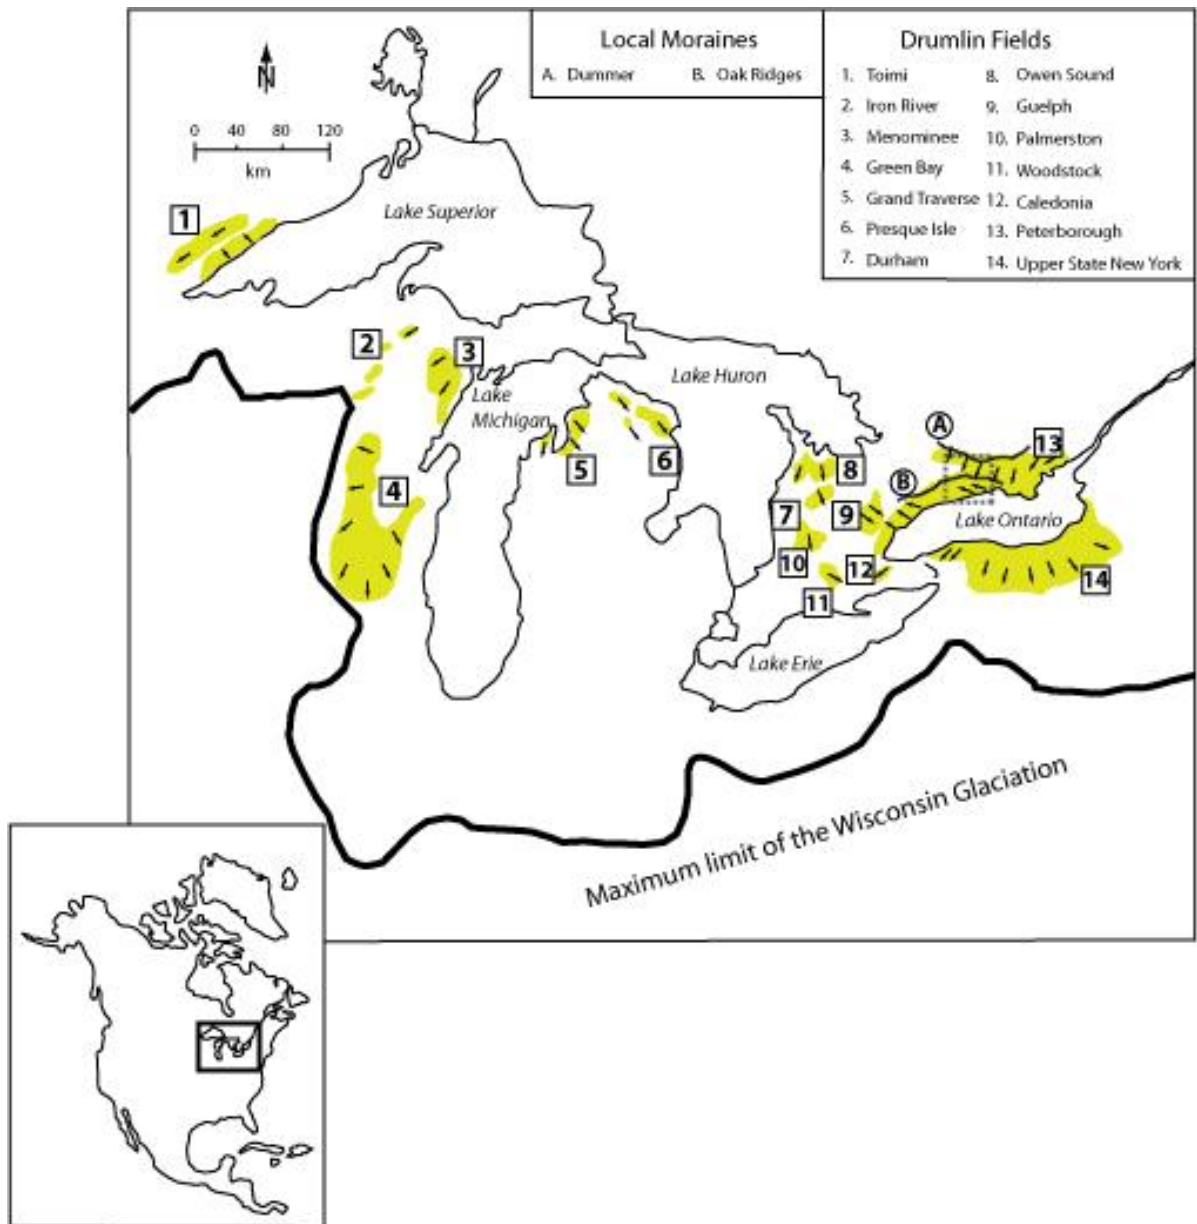 Local Moraines
A. Dummer B. Oak Ridges
Drumlin Fields
1. Toimi 8. Owen Sound
2. Iron River 9. Guelph
3. Menominee 10. Palmerston
4. Green Bay 11. Woodstock
5. Grand Traverse 12. Caledonia
6. Presque Isle 13. Peterborough
7. Durham 14. Upper State New York
N
0 40 80 120
km
1
Lake Superior
2
3
Lake Huron
Lake
Michigan
A
13
5
6
8
B
4
7
9
Lake Ontario
10
12
14
11
Lake Erie
Maximum limit of the Wisconsin Glaciation